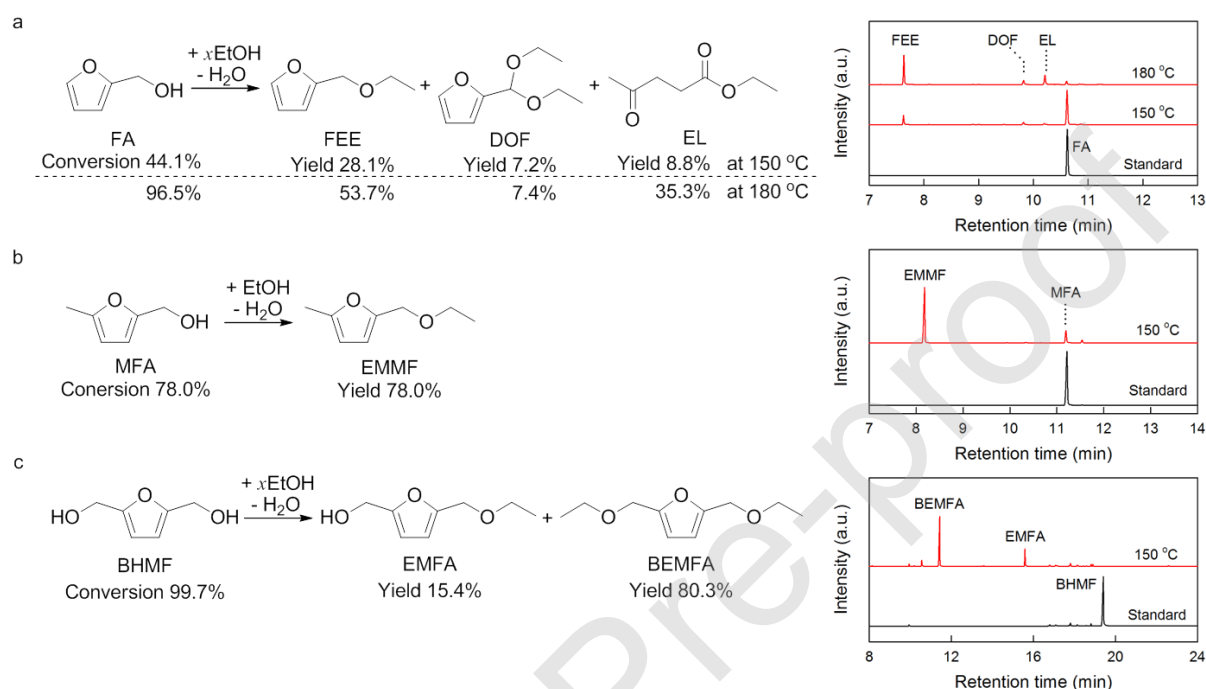 a
+ xEtOH
- H2O
O
OH
FA
Conversion 44.1%
96.5%
O
O
FEE
Yield 28.1%
53.7%
+
O
O
O
DOF
Yield 7.2%
7.4%
+
O
O
O
EL
Yield 8.8% at 150 °C
35.3% at 180 °C
Intensity (a.u.)
FEE
DOF
EL
180 °C
150 °C
FA
Standard
7 8 9 10 11 12 13
Retention time (min)
b
+ EtOH
- H2O
O
OH
MFA
Conersion 78.0%
O
O
EMMF
Yield 78.0%
Intensity (a.u.)
EMMF
MFA
150 °C
Standard
7 8 9 10 11 12 13 14
Retention time (min)
c
+ xEtOH
- H2O
HO
O
OH
BHMF
Conversion 99.7%
HO
O
O
EMFA
Yield 15.4%
+
O
O
O
BEMFA
Yield 80.3%
Intensity (a.u.)
BEMFA
EMFA
150 °C
BHMF
Standard
8 12 16 20 24
Retention time (min)
Pre-proof